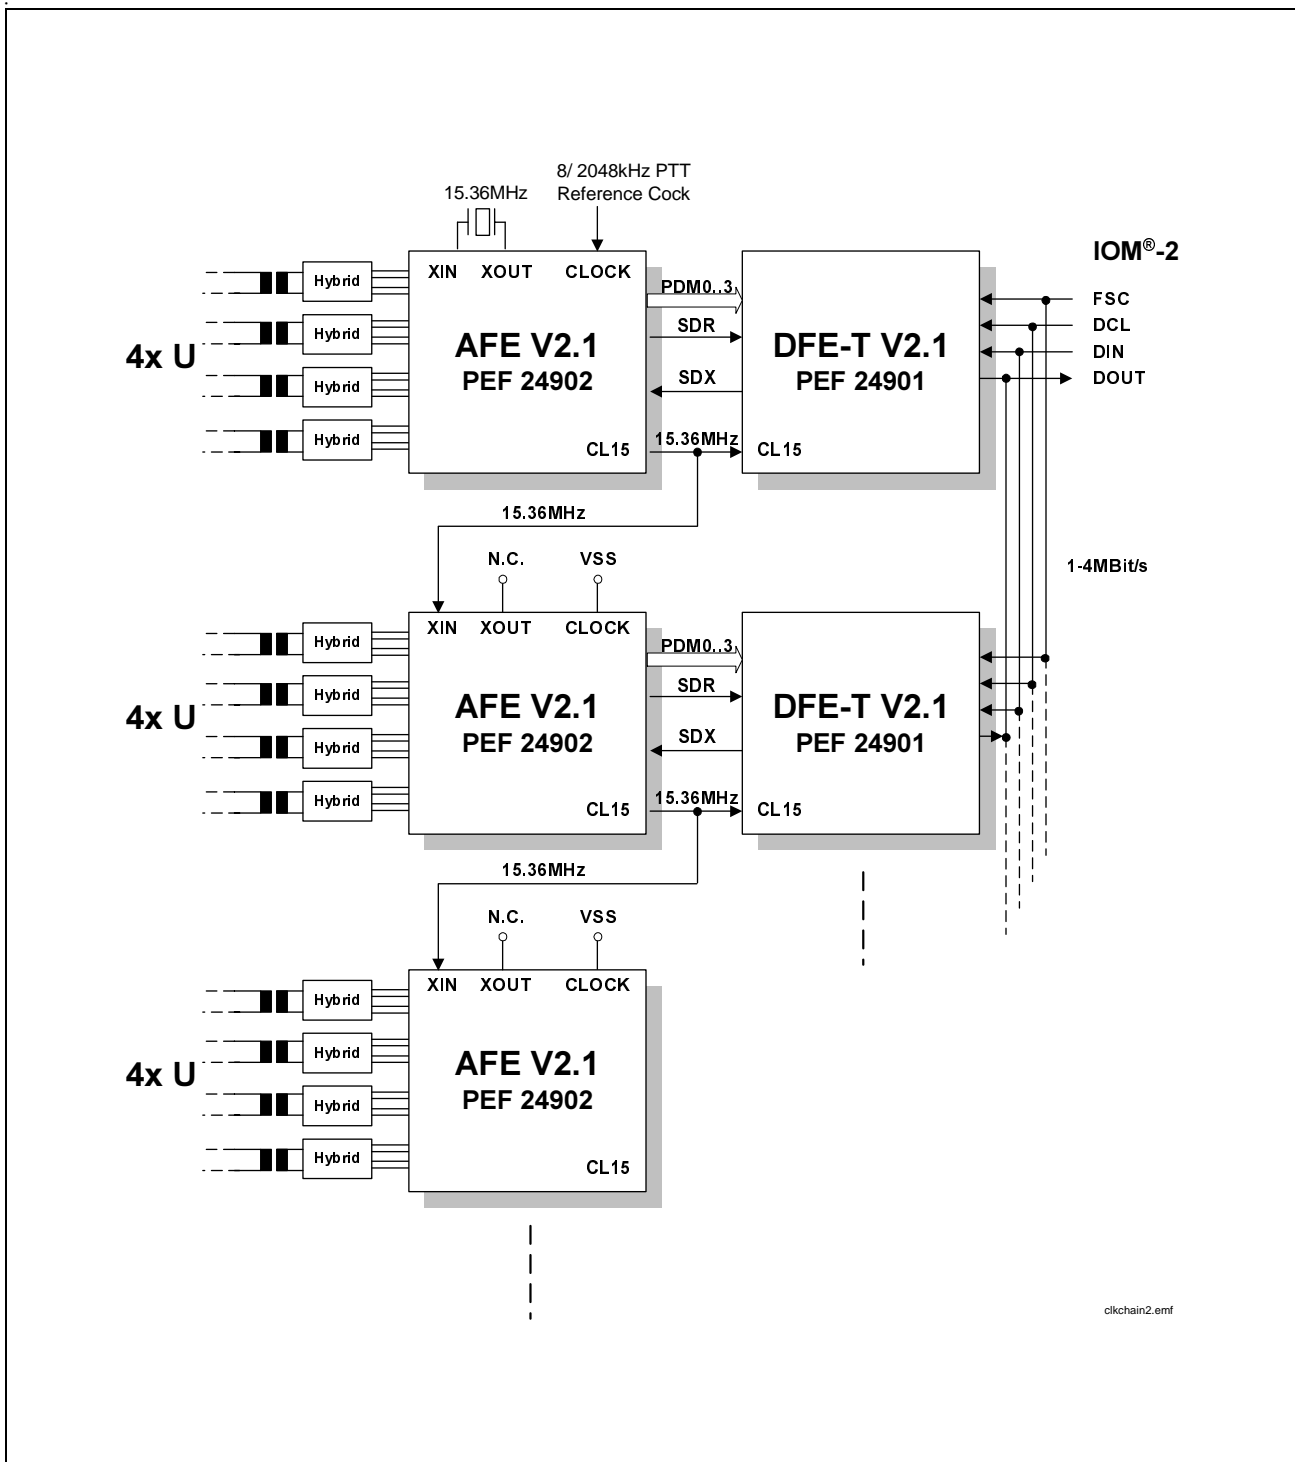 8/ 2048kHz PTT
Reference Cock
15.36MHz
IOM®-2
XIN XOUT CLOCK
Hybrid
Hybrid
Hybrid
Hybrid
4x U
AFE V2.1
PEF 24902
CL15
PDM0..3
SDR
SDX
15.36MHz
DFE-T V2.1
PEF 24901
CL15
FSC
DCL
DIN
DOUT
1-4MBit/s
15.36MHz
N.C. VSS
XIN XOUT CLOCK
Hybrid
Hybrid
Hybrid
Hybrid
4x U
AFE V2.1
PEF 24902
CL15
PDM0..3
SDR
SDX
15.36MHz
DFE-T V2.1
PEF 24901
CL15
15.36MHz
N.C. VSS
XIN XOUT CLOCK
Hybrid
Hybrid
Hybrid
Hybrid
4x U
AFE V2.1
PEF 24902
CL15
clkchain2.emf